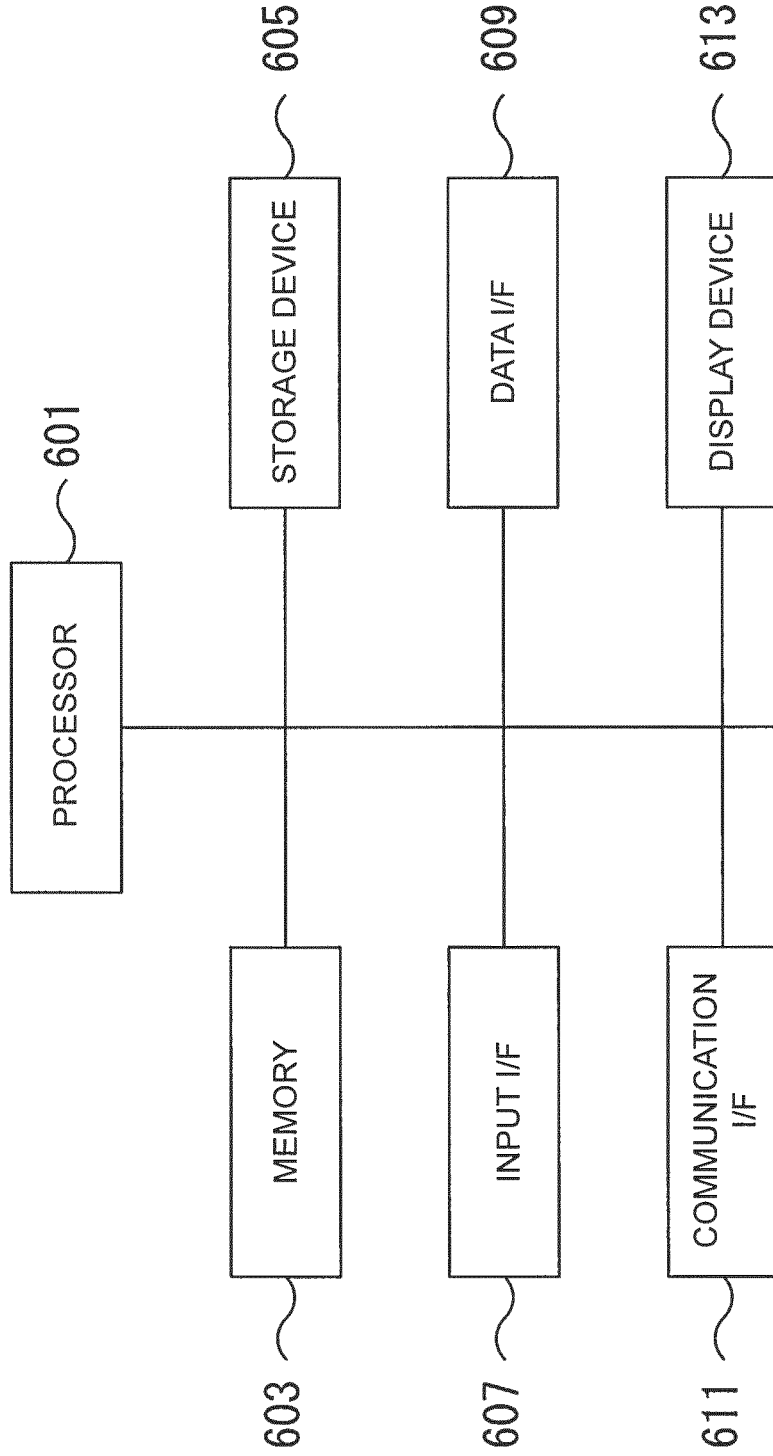 PROCESSOR
601
MEMORY
603
STORAGE DEVICE
605
INPUT I/F
607
DATA I/F
609
COMMUNICATION
I/F
611
DISPLAY DEVICE
613